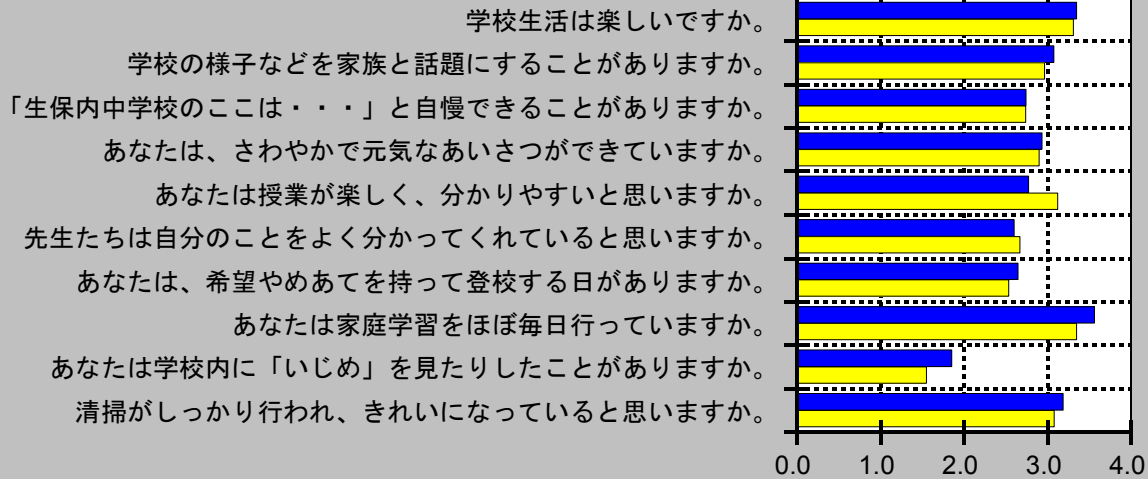 学校生活は楽しいですか。
学校の様子などを家族と話題にすることがありますか。
「生保内中学校のここは・・・」と自慢できることがありますか。
あなたは、さわやかで元気なあいさつができていますか。
あなたは授業が楽しく、分かりやすいと思いますか。
先生たちは自分のことをよく分かってくれていると思いますか。
あなたは、希望やめあてを持って登校する日がありますか。
あなたは家庭学習をほぼ毎日行っていますか。
あなたは学校内に「いじめ」を見たりしたことがありますか。
清掃がしっかり行われ、きれいになっていると思いますか。
0.0 1.0 2.0 3.0 4.0